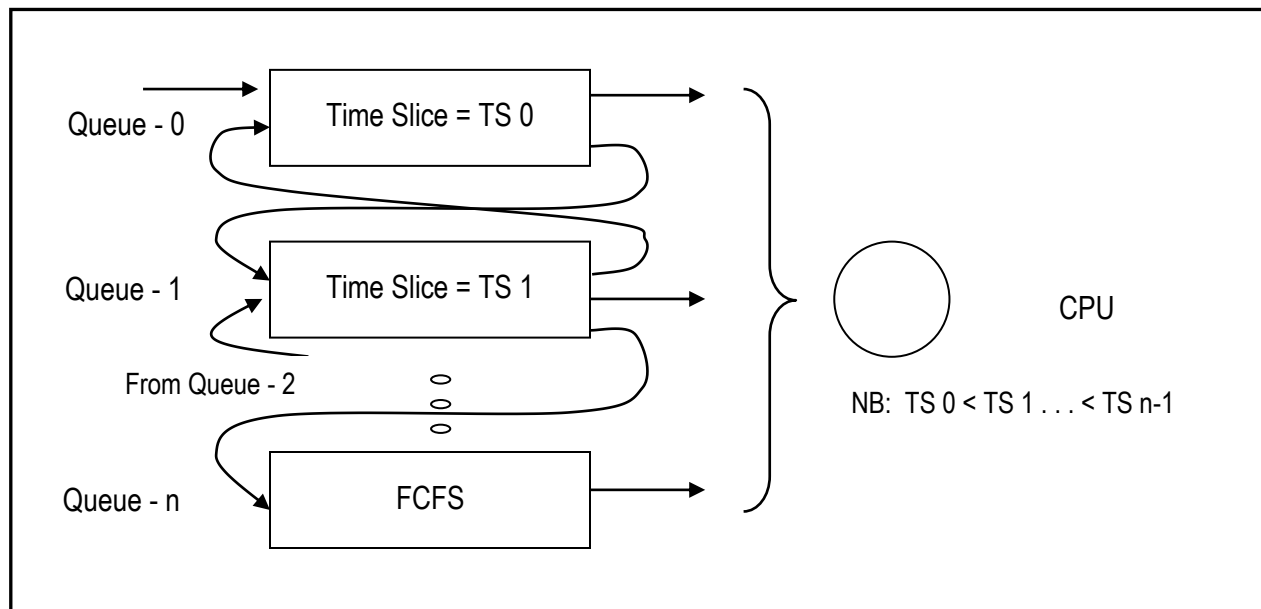 Queue - 0
Time Slice = TS 0
Queue - 1
Time Slice = TS 1
CPU
From Queue - 2
NB: TS 0 < TS 1 . . . < TS n-1
Queue - n
FCFS